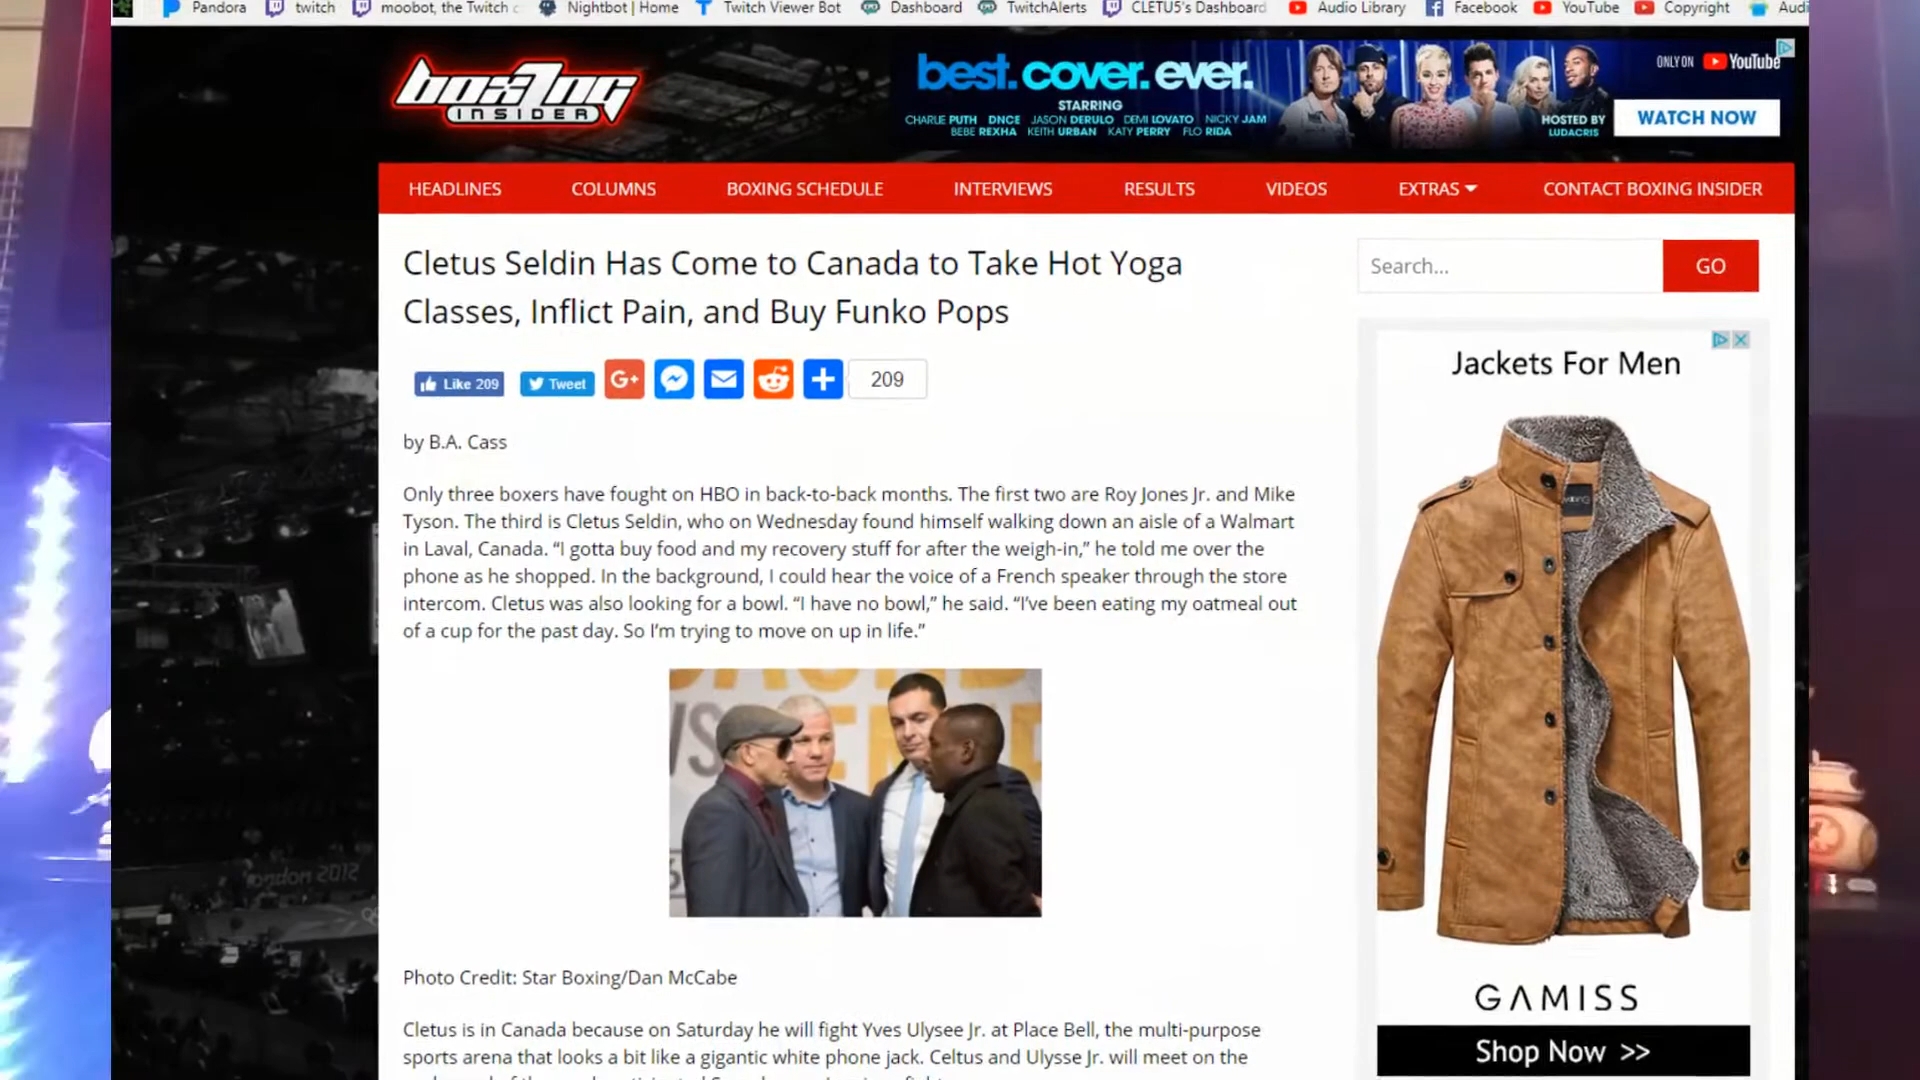 Pandora twitch moobot, the Twitch c Nightbot | Home Twitch Viewer Bot Dashboard TwitchAlerts CLETU5's Dashboard Audio Library Facebook YouTube Copyright Audi
boxing
INSIDER
best. cover. ever.
STARRING
CHARLIE PUTH DNCE JASON DERULO DEMI LOVATO NICKY JAM
BEBE REXHA KEITH URBAN KATY PERRY FLO RIDA
HOSTED BY
LUDACRIS
ONLY ON YouTube
WATCH NOW
HEADLINES COLUMNS BOXING SCHEDULE INTERVIEWS RESULTS VIDEOS EXTRAS CONTACT BOXING INSIDER
Cletus Seldin Has Come to Canada to Take Hot Yoga
Classes, Inflict Pain, and Buy Funko Pops
Search... GO
Like 209 Tweet G+ 209
by B.A. Cass
Only three boxers have fought on HBO in back-to-back months. The first two are Roy Jones Jr. and Mike
Tyson. The third is Cletus Seldin, who on Wednesday found himself walking down an aisle of a Walmart
in Laval, Canada. “I gotta buy food and my recovery stuff for after the weigh-in,” he told me over the
phone as he shopped. In the background, I could hear the voice of a French speaker through the store
intercom. Cletus was also looking for a bowl. “I have no bowl,” he said. “I’ve been eating my oatmeal out
of a cup for the past day. So I’m trying to move on up in life.”
london 2012
Photo Credit: Star Boxing/Dan McCabe
Cletus is in Canada because on Saturday he will fight Yves Ulysee Jr. at Place Bell, the multi-purpose
sports arena that looks a bit like a gigantic white phone jack. Celtus and Ulysse Jr. will meet on the
Jackets For Men
GAMISS
Shop Now >>